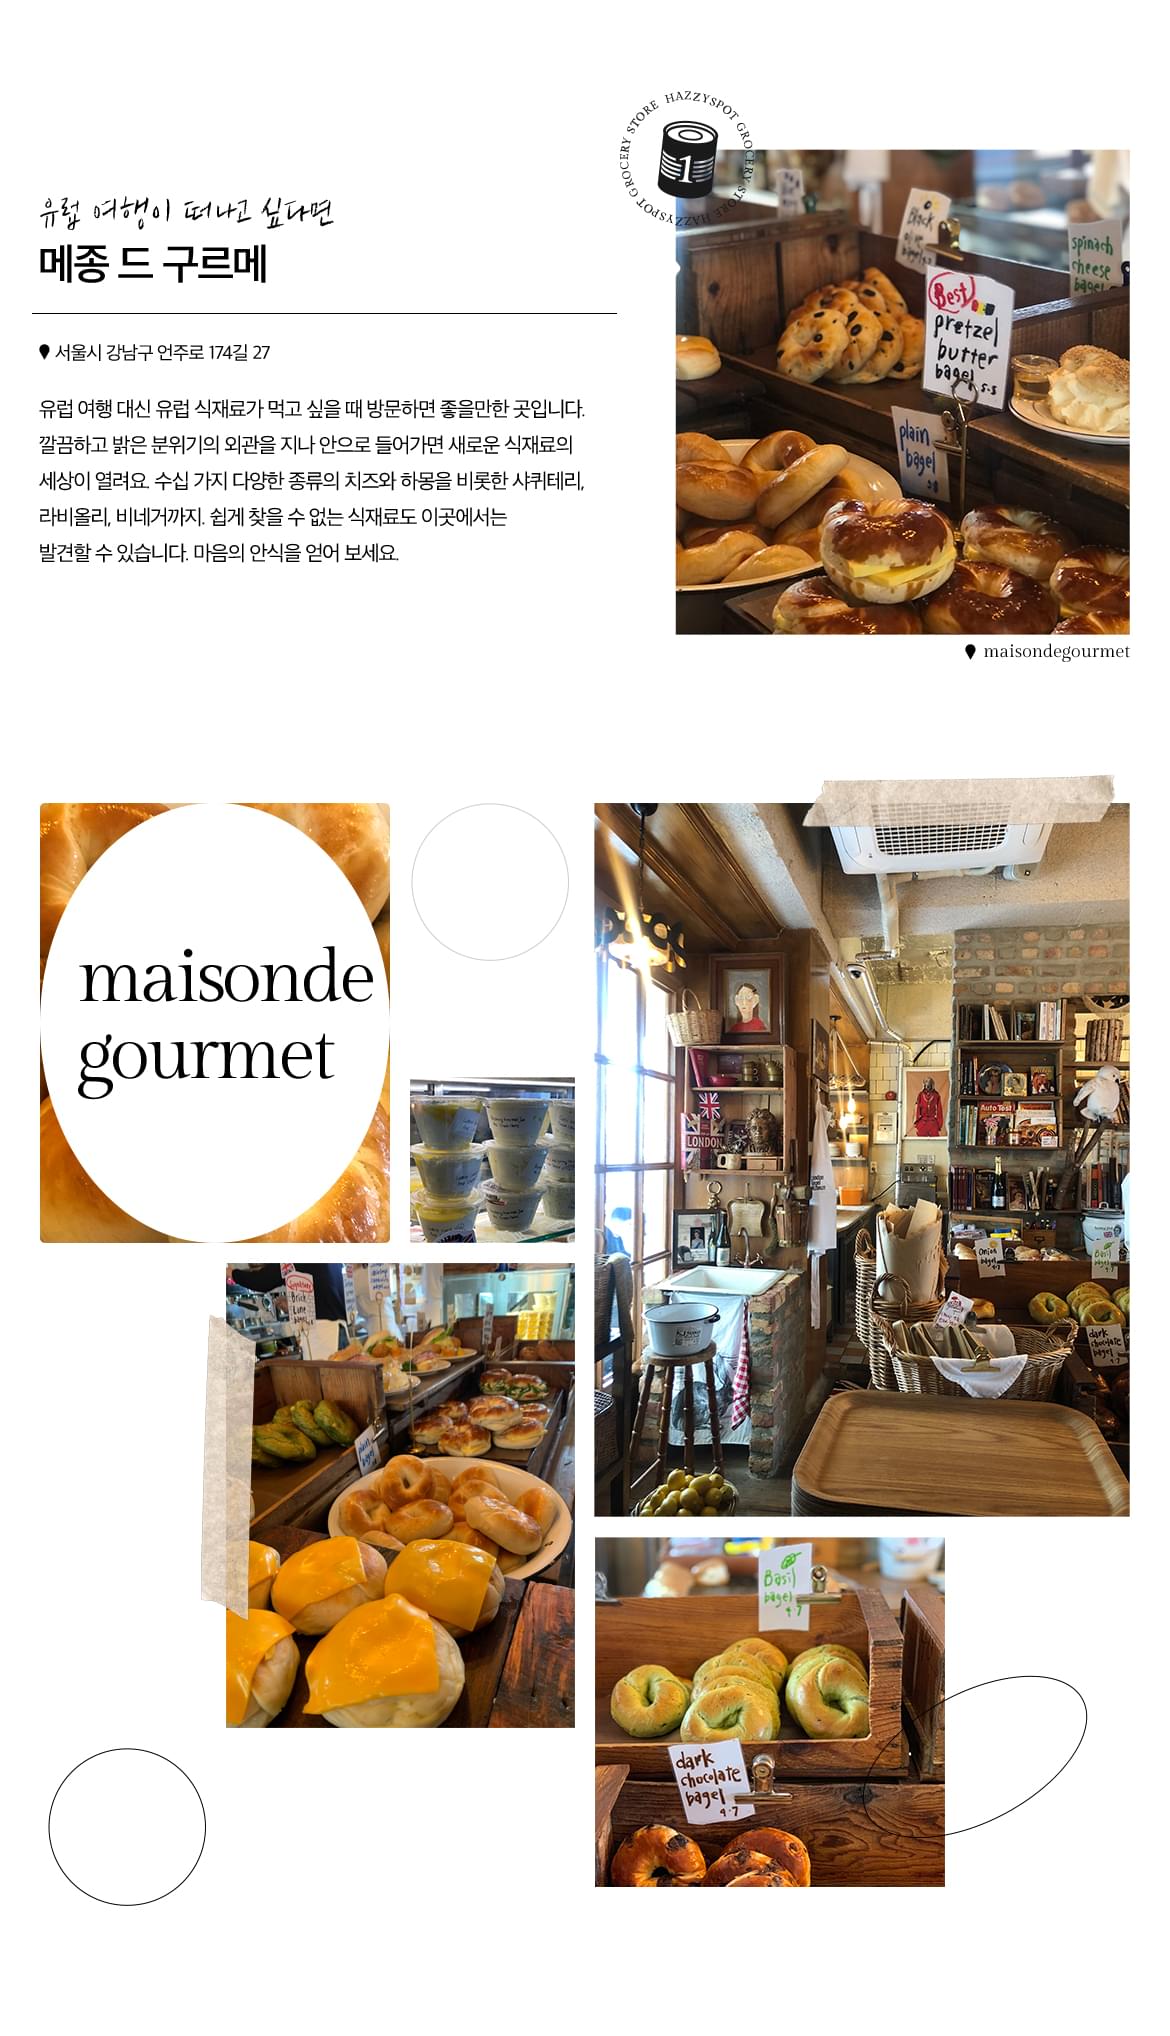 HAZZYSPOT GROCERY STORE HAZZYSPOT GROCERY STORE
1
유럽 여행이 떠나고 싶다면
메종 드 구르메
서울시 강남구 언주로 174길 27
유럽 여행 대신 유럽 식재료가 먹고 싶을 때 방문하면 좋을만한 곳입니다.
깔끔하고 밝은 분위기의 외관을 지나 안으로 들어가면 새로운 식재료의
세상이 열려요. 수십 가지 다양한 종류의 치즈와 하몽을 비롯한 샤퀴테리,
라비올리, 비네거까지. 쉽게 찾을 수 없는 식재료도 이곳에서는
발견할 수 있습니다. 마음의 안식을 얻어 보세요.
Black
olive
bagel
spinach
cheese
bagel
Best
pretzel
butter
bagel
5.5
plain
bagel
3.8
maisondegourmet
maisonde
gourmet
LONDON
Auto Test
Onion
bagel
Basil
bagel
4.7
dark
chocolate
bagel
4.7
Signature
Brick
Lane
plain
bagel
Basil
bagel
4.7
dark
chocolate
bagel
4.7